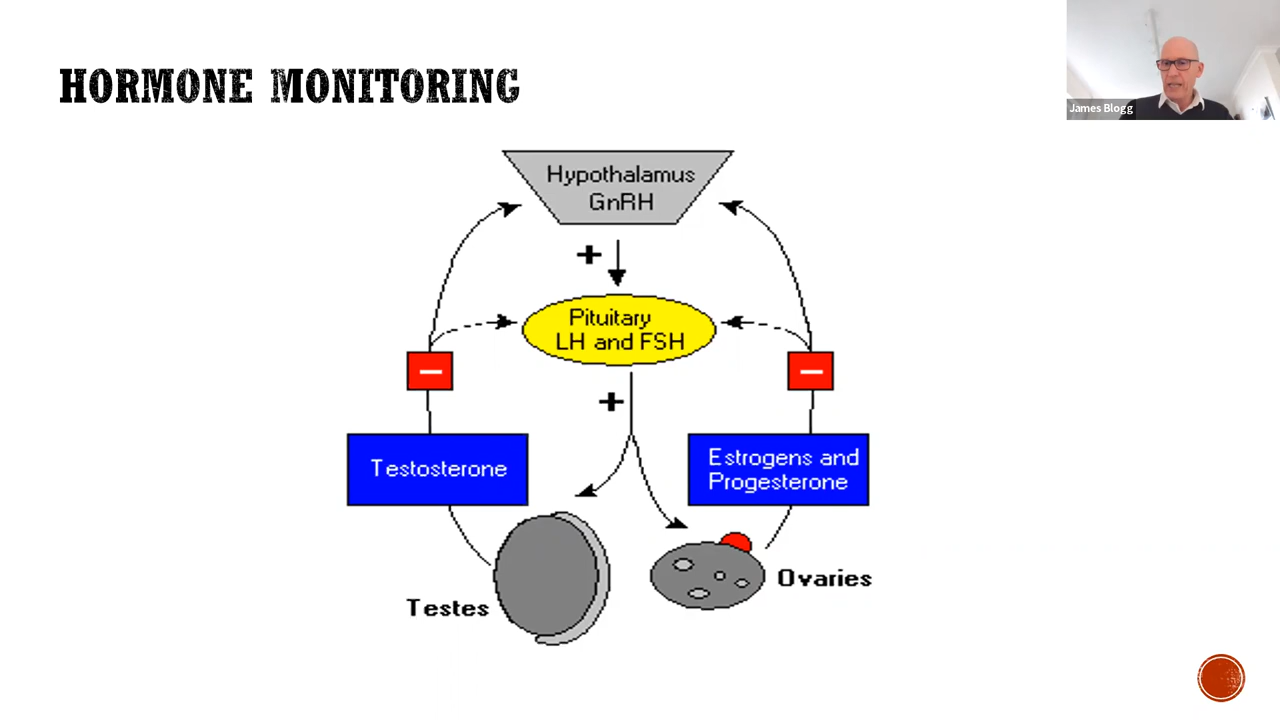 HORMONE MONITORING
James Blogg
Hypothalamus
GnRH
+
Pituitary
LH and FSH
−
−
+
Testosterone
Estrogens and
Progesterone
Ovaries
Testes